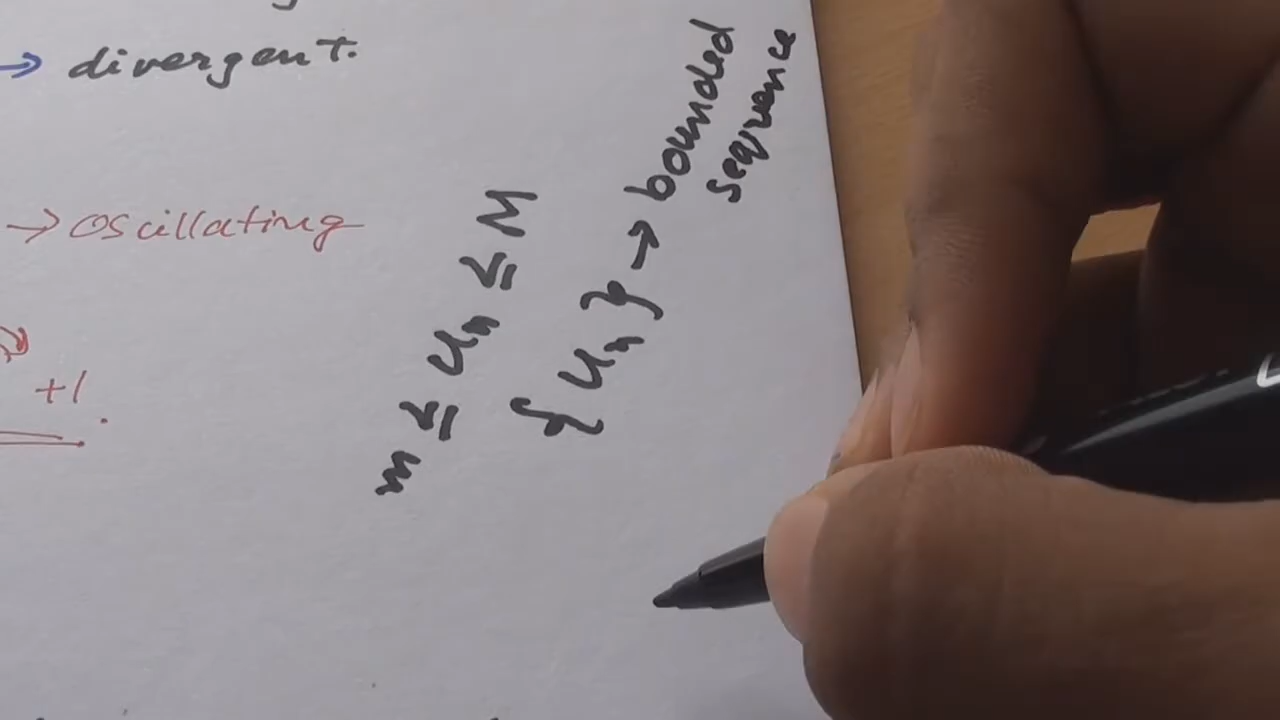 → divergent.
→ oscillating
+1.
m ≤ un ≤ M
{un} → bounded
sequence